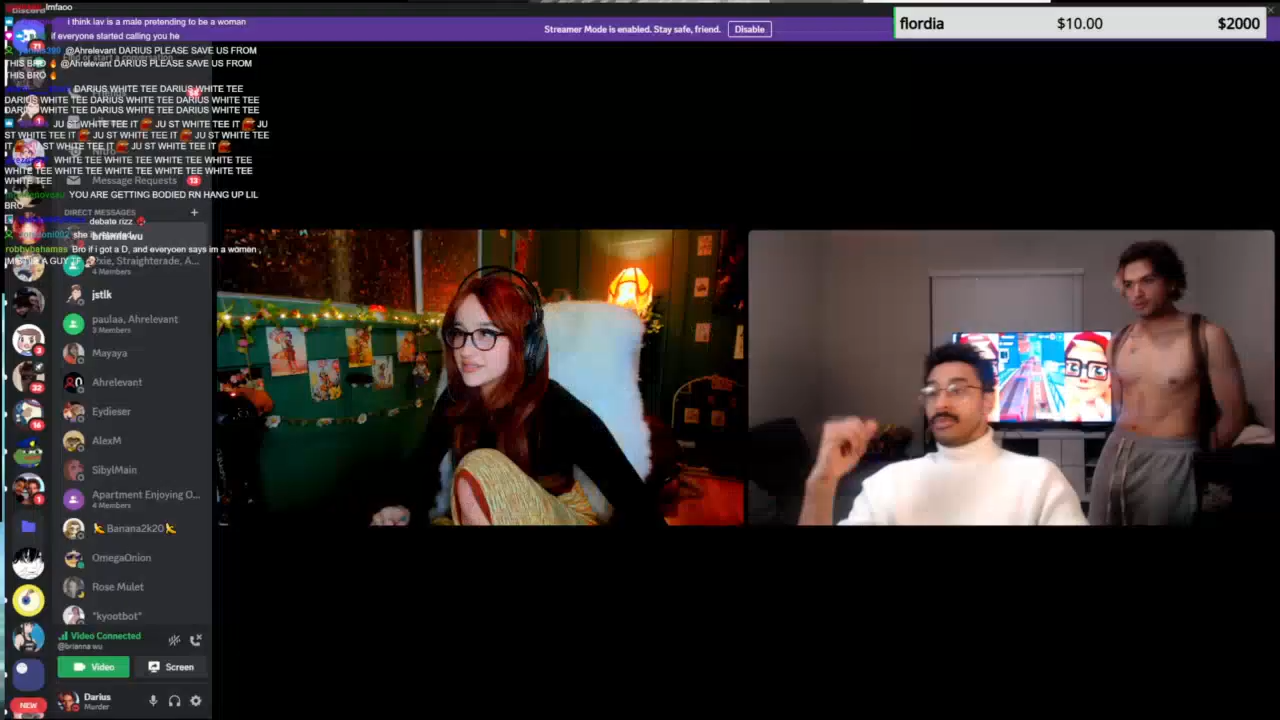 lmfaoo
i think lav is a male pretending to be a woman
if everyone started calling you he
Streamer Mode is enabled. Stay safe, friend.
Disable
flordia $10.00 $2000
@Ahrelevant DARIUS PLEASE SAVE US FROM
THIS BRO 🔥 @Ahrelevant DARIUS PLEASE SAVE US FROM
THIS BRO 🔥
DARIUS WHITE TEE DARIUS WHITE TEE
DARIUS WHITE TEE DARIUS WHITE TEE DARIUS WHITE TEE
DARIUS WHITE TEE DARIUS WHITE TEE DARIUS WHITE TEE
JU ST WHITE TEE IT JU
ST WHITE TEE IT JU ST WHITE TEE IT
IT JU ST WHITE TEE IT JU ST WHITE TEE IT
WHITE TEE WHITE TEE WHITE TEE WHITE TEE
WHITE TEE WHITE TEE WHITE TEE WHITE TEE
WHITE TEE
Message Requests 13
YOU ARE GETTING BODIED RN HANG UP LIL
BRO
DIRECT MESSAGES +
debate rizz
brianna wu
robbybahamas Bro if i got a D, and everyoen says im a women ,
Straighterade, A...
4 Members
jstlk
paulaa, Ahrelevant
3 Members
Mayaya
Ahrelevant
Eydieser
AlexM
SibylMain
Apartment Enjoying O...
4 Members
🍌Banana2k20🍌
OmegaOnion
Rose Mulet
*kyootbot*
Video Connected
@brianna wu
Video Screen
Darius
Murder
NEW